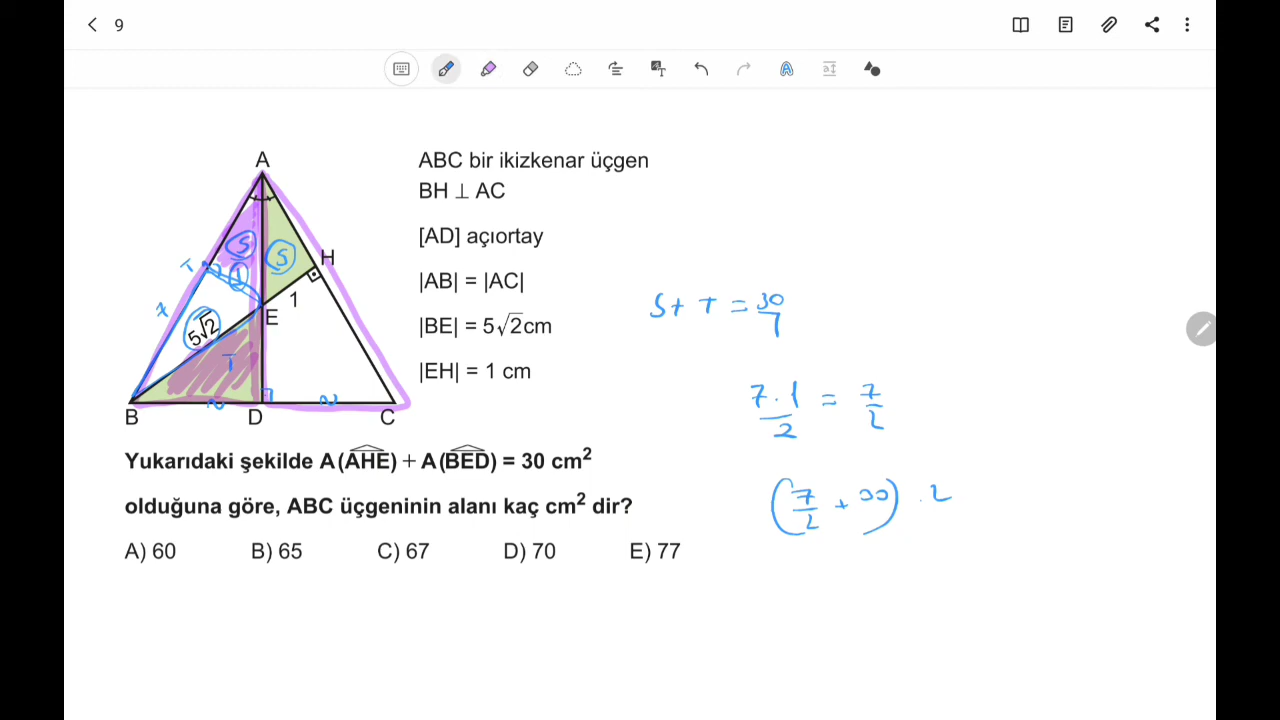 9
A
ABC bir ikizkenar üçgen
BH ⊥ AC
[AD] açıortay
|AB| = |AC|
|BE| = 5√2cm
|EH| = 1 cm
S
S
H
T
1
1
7
E
5√2
T
B
D
C
S + T = 30
7 . 1 / 2 = 7 / 2
( 7 / 2 + 30 ) . 2
Yukarıdaki şekilde A(AHE) + A(BED) = 30 cm²
olduğuna göre, ABC üçgeninin alanı kaç cm² dir?
A) 60 B) 65 C) 67 D) 70 E) 77